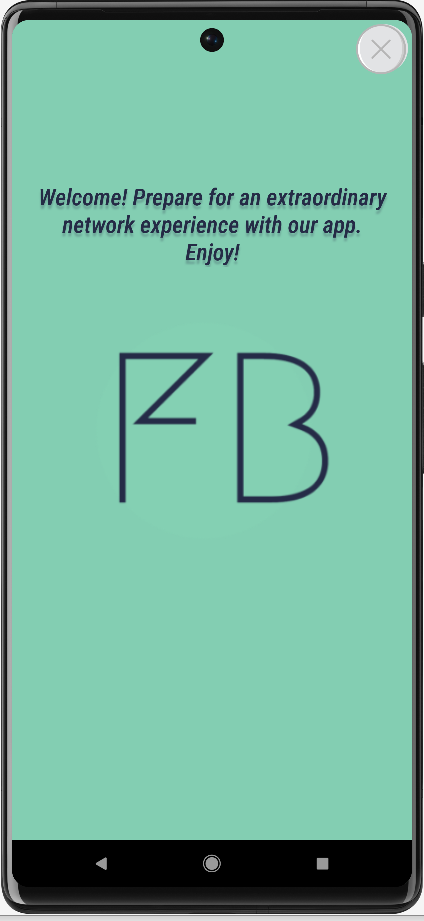 Welcome! Prepare for an extraordinary
network experience with our app.
Enjoy!
FB